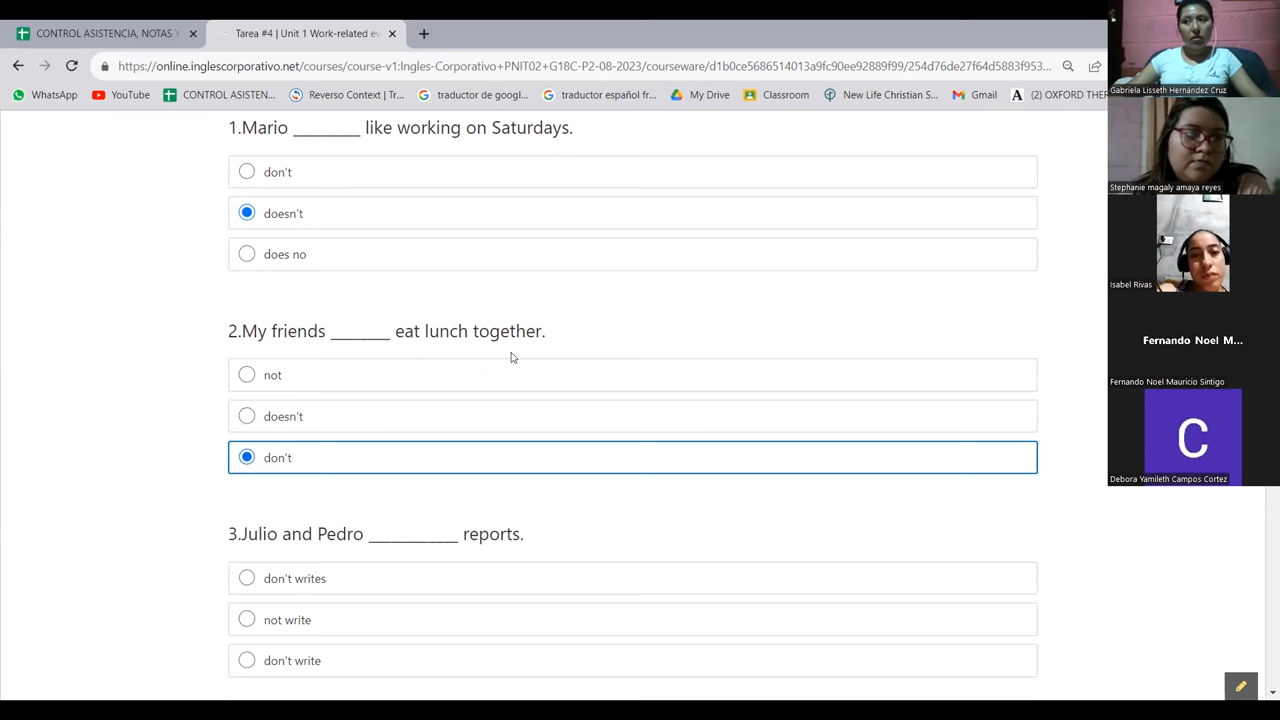 CONTROL ASISTENCIA, NOTAS Y
Tarea #4 | Unit 1 Work-related ev
https://online.inglescorporativo.net/courses/course-v1:Ingles-Corporativo+PNIT02+G18C-P2-08-2023/courseware/d1b0ce5686514013a9fc90ee92889f99/254d76de27f64d5883f953...
WhatsApp
YouTube
CONTROL ASISTEN...
Reverso Context | Tr...
traductor de googl...
traductor español fr...
My Drive
Classroom
New Life Christian S...
Gmail
A
(2) OXFORD THE
1.Mario ________ like working on Saturdays.
don't
doesn't
does no
2.My friends _______ eat lunch together.
not
doesn't
don't
3.Julio and Pedro ___________ reports.
don't writes
not write
don't write
Gabriela Lisseth Hernández Cruz
Stephanie magaly amaya reyes
Isabel Rivas
Fernando Noel M...
Fernando Noel Mauricio Sintigo
C
Debora Yamileth Campos Cortez